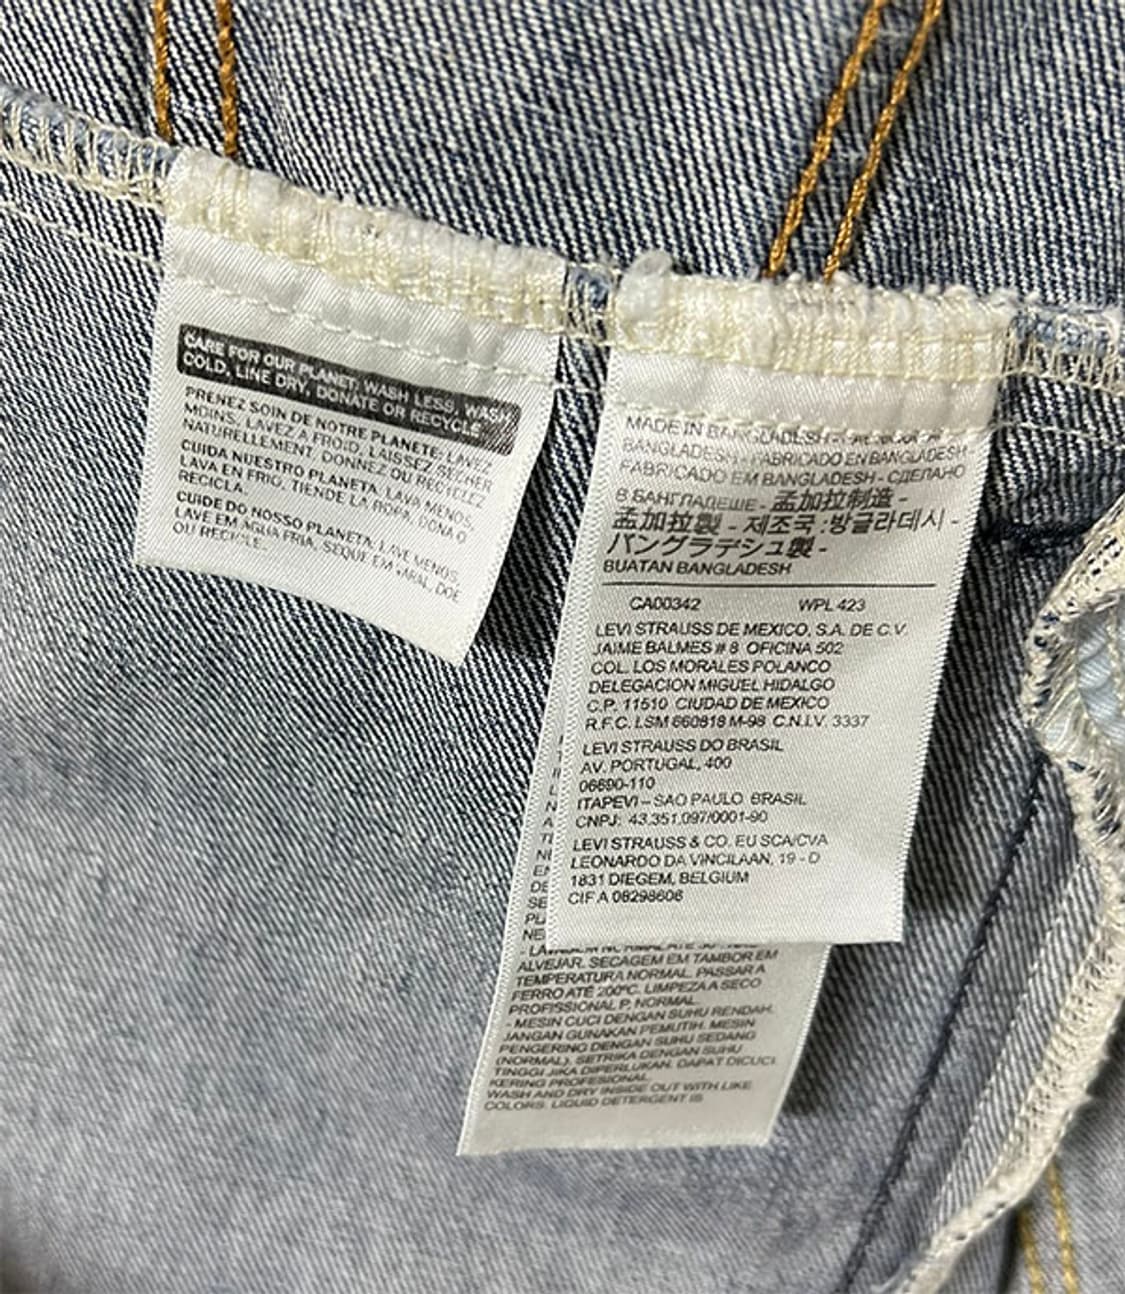 CARE FOR OUR PLANET: WASH LESS, WASH
COLD, LINE DRY, DONATE OR RECYCLE.
PRENEZ SOIN DE NOTRE PLANETE: LAVEZ
MOINS, LAVEZ A FROID, LAISSEZ SECHER
NATURELLEMENT, DONNEZ OU RECYCLEZ
CUIDA NUESTRO PLANETA, LAVA MENOS,
LAVA EN FRIO, TIENDE LA ROPA, DONA O
RECICLA.
CUIDE DO NOSSO PLANETA: LAVE MENOS,
LAVE EM AGUA FRIA, SEQUE EM VARAL, DOE
OU RECICLE.
MADE IN BANGLADESH -
BANGLADESH - FABRICADO EN BANGLADESH -
FABRICADO EM BANGLADESH - СДЕЛАНО
В БАНГЛАДЕШЕ - 孟加拉制造 -
孟加拉製 - 제조국 :방글라데시 -
バングラデシュ製 -
BUATAN BANGLADESH
CA00342 WPL 423
LEVI STRAUSS DE MEXICO, S.A. DE C.V.
JAIME BALMES # 8 OFICINA 502
COL. LOS MORALES POLANCO
DELEGACION MIGUEL HIDALGO
C.P. 11510 CIUDAD DE MEXICO
R.F.C. LSM 860818 M-98 C.N.I.V. 3337
LEVI STRAUSS DO BRASIL
AV. PORTUGAL, 400
06690-110
ITAPEVI – SAO PAULO BRASIL
CNPJ: 43.351.097/0001-90
LEVI STRAUSS & CO. EU SCA/CVA
LEONARDO DA VINCILAAN, 19 - D
1831 DIEGEM, BELGIUM
CIF A 08298608
ALVEJAR. SECAGEM EM TAMBOR EM
TEMPERATURA NORMAL. PASSAR A
FERRO ATÉ 200ºC. LIMPEZA A SECO
PROFISSIONAL P, NORMAL.
- MESIN CUCI DENGAN SUHU RENDAH.
JANGAN GUNAKAN PEMUTIH. MESIN
PENGERING DENGAN SUHU SEDANG
(NORMAL). SETRIKA DENGAN SUHU
TINGGI JIKA DIPERLUKAN. DAPAT DICUCI
KERING PROFESIONAL.
WASH AND DRY INSIDE OUT WITH LIKE
COLORS. LIQUID DETERGENT IS